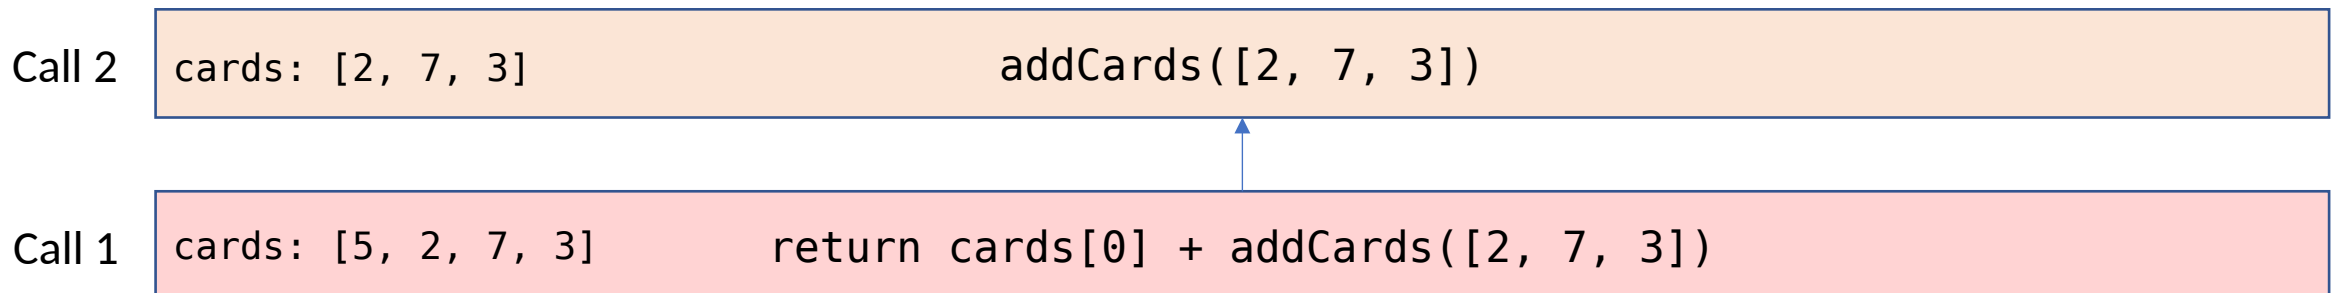 Call 2
cards: [2, 7, 3]
addCards([2, 7, 3])
Call 1
cards: [5, 2, 7, 3]
return cards[0] + addCards([2, 7, 3])